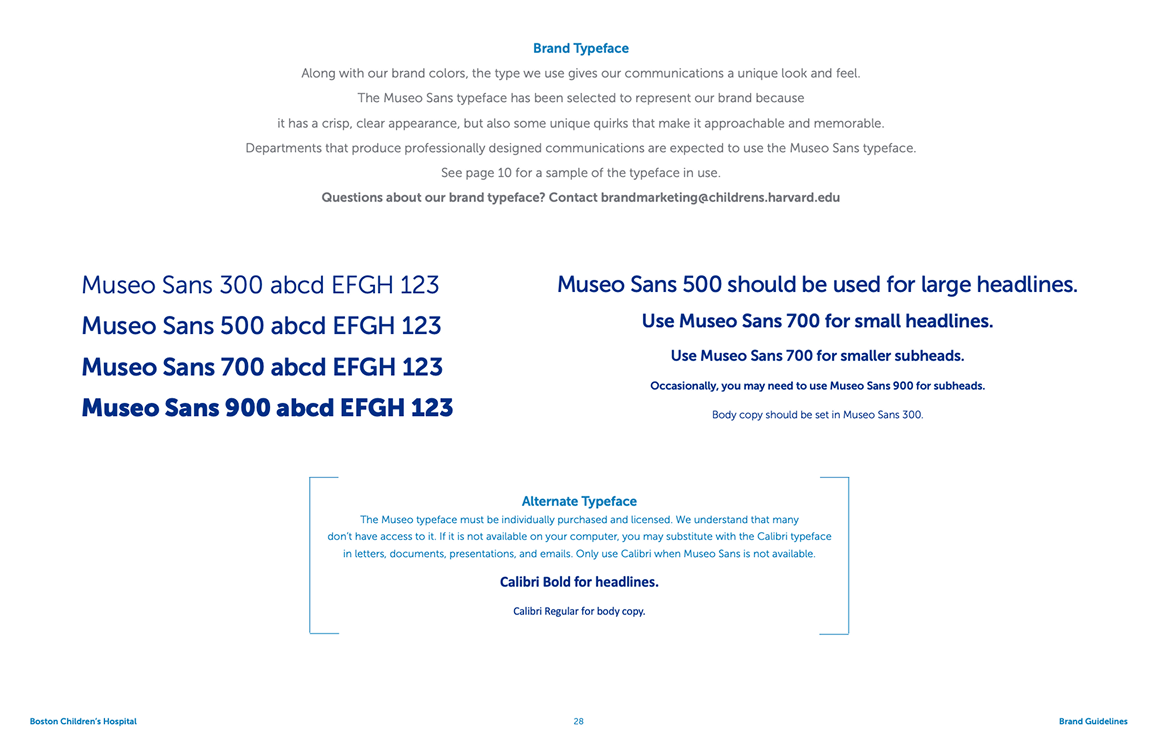 Brand Typeface
Along with our brand colors, the type we use gives our communications a unique look and feel.
The Museo Sans typeface has been selected to represent our brand because
it has a crisp, clear appearance, but also some unique quirks that make it approachable and memorable.
Departments that produce professionally designed communications are expected to use the Museo Sans typeface.
See page 10 for a sample of the typeface in use.
Questions about our brand typeface? Contact brandmarketing@childrens.harvard.edu
Museo Sans 300 abcd EFGH 123
Museo Sans 500 abcd EFGH 123
Museo Sans 700 abcd EFGH 123
Museo Sans 900 abcd EFGH 123
Museo Sans 500 should be used for large headlines.
Use Museo Sans 700 for small headlines.
Use Museo Sans 700 for smaller subheads.
Occasionally, you may need to use Museo Sans 900 for subheads.
Body copy should be set in Museo Sans 300.
Alternate Typeface
The Museo typeface must be individually purchased and licensed. We understand that many
don't have access to it. If it is not available on your computer, you may substitute with the Calibri typeface
in letters, documents, presentations, and emails. Only use Calibri when Museo Sans is not available.
Calibri Bold for headlines.
Calibri Regular for body copy.
Boston Children's Hospital
28
Brand Guidelines